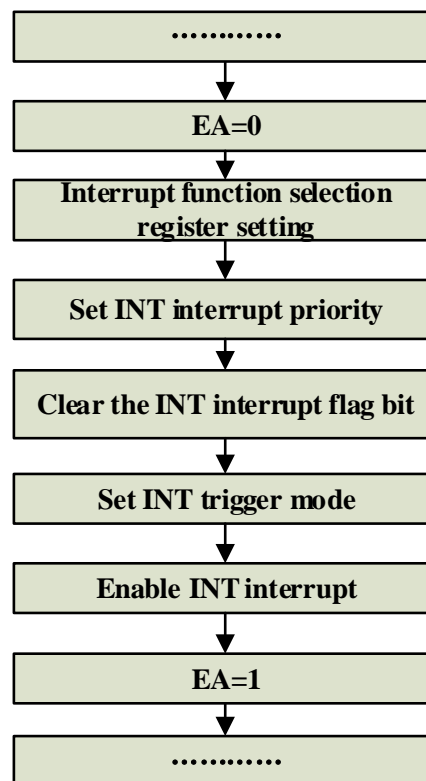 …………
EA=0
Interrupt function selection
register setting
Set INT interrupt priority
Clear the INT interrupt flag bit
Set INT trigger mode
Enable INT interrupt
EA=1
…………